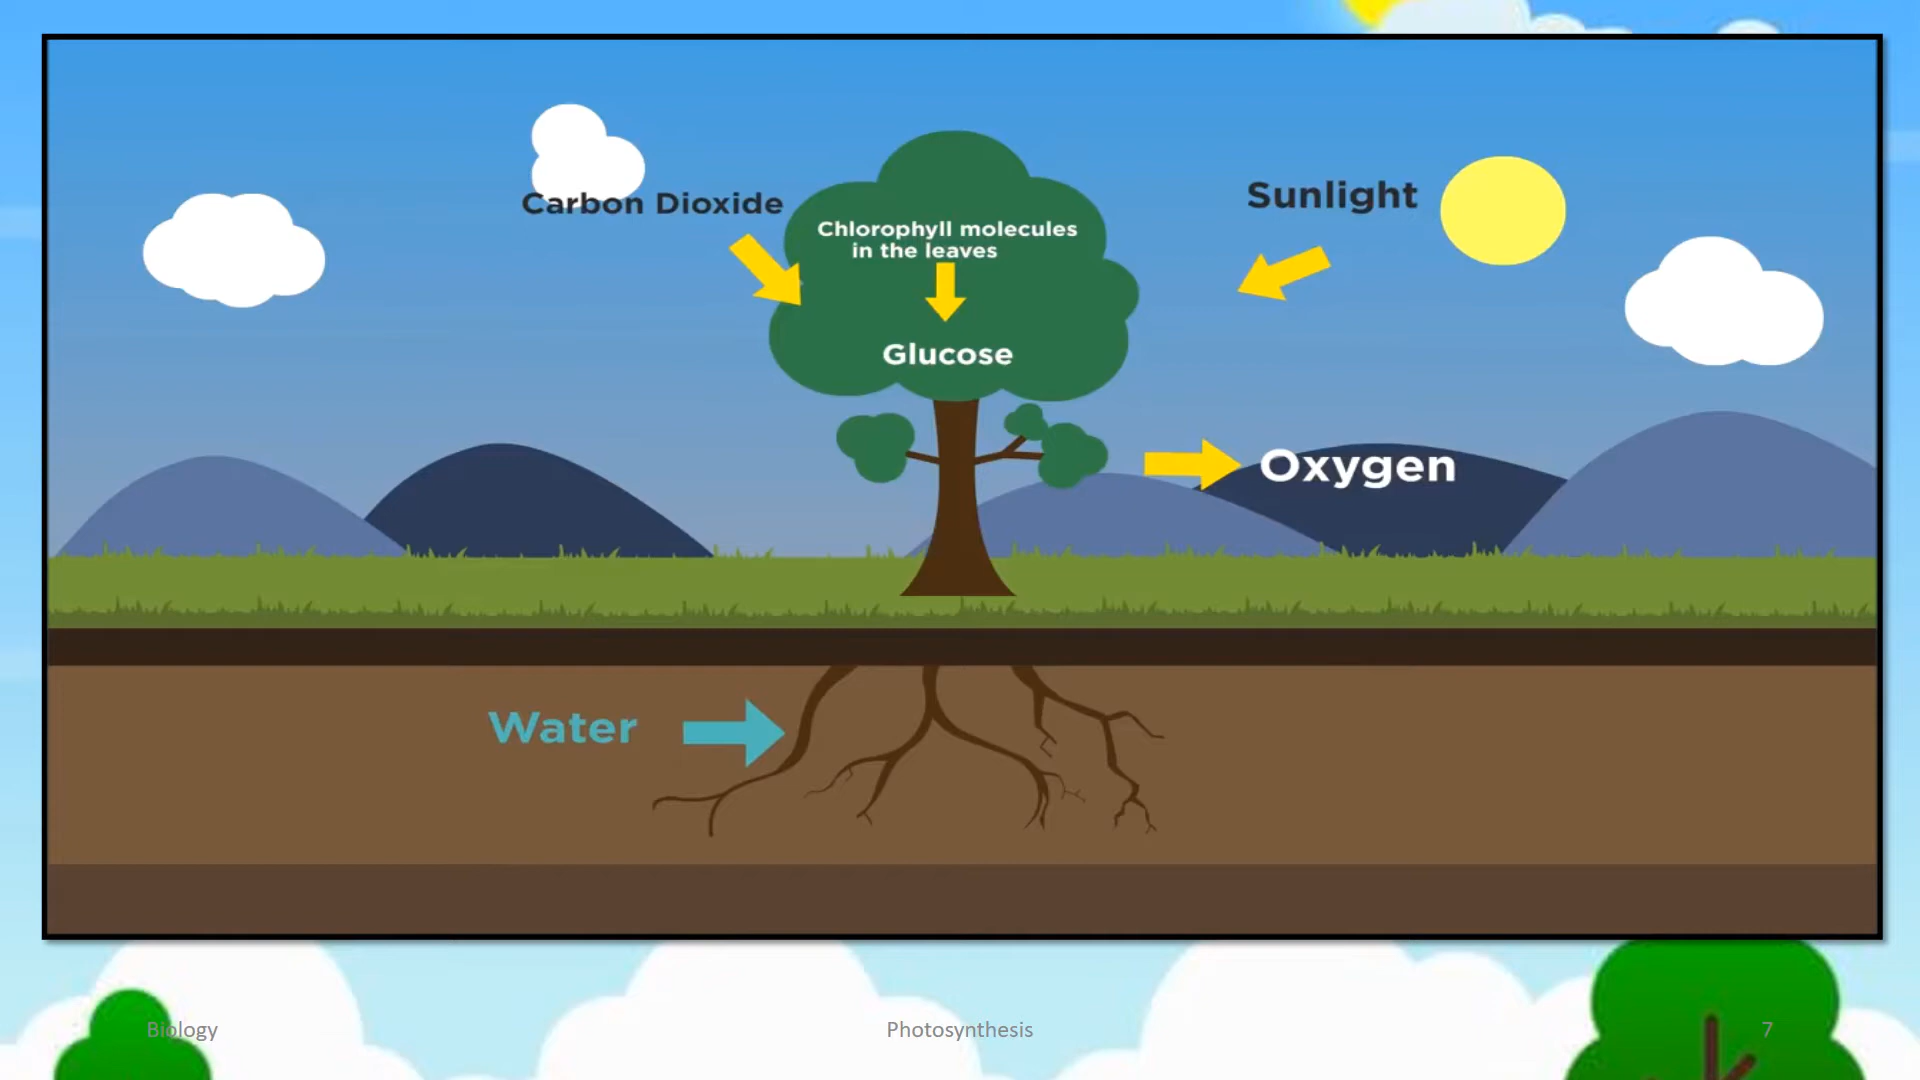 Carbon Dioxide
Sunlight
Chlorophyll molecules
in the leaves
Glucose
Oxygen
Water
Biology
Photosynthesis
7